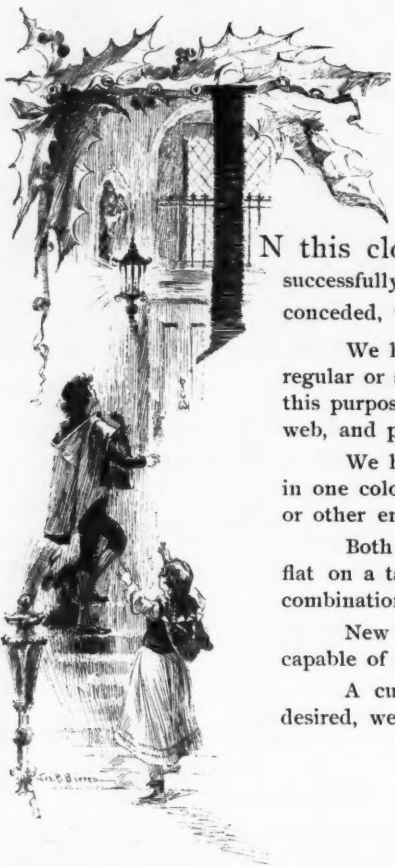 N this clo
successfully
conceded,
We h
regular or
this purpos
web, and p
We h
in one colo
or other en
Both
flat on a ta
combination
New
capable of
A cu
desired, we